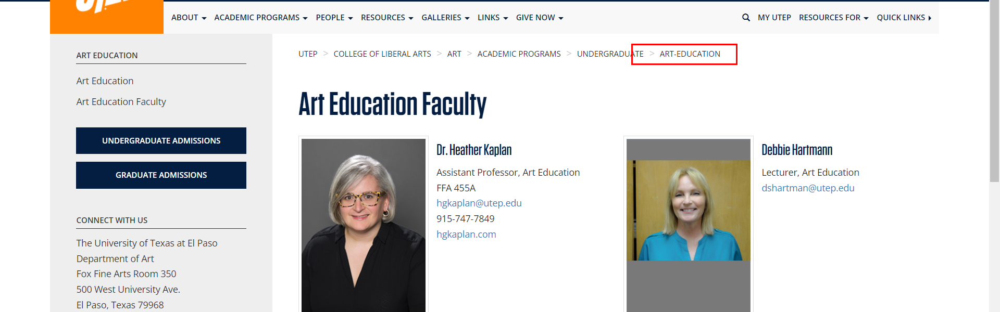 ABOUT ACADEMIC PROGRAMS PEOPLE RESOURCES GALLERIES LINKS GIVE NOW MY UTEP RESOURCES FOR QUICK LINKS
UTEP > COLLEGE OF LIBERAL ARTS > ART > ACADEMIC PROGRAMS > UNDERGRADUATE > ART-EDUCATION
ART EDUCATION
Art Education
Art Education Faculty
UNDERGRADUATE ADMISSIONS
GRADUATE ADMISSIONS
CONNECT WITH US
The University of Texas at El Paso
Department of Art
Fox Fine Arts Room 350
500 West University Ave.
El Paso, Texas 79968
Art Education Faculty
Dr. Heather Kaplan
Assistant Professor, Art Education
FFA 455A
hgkaplan@utep.edu
915-747-7849
hgkaplan.com
Debbie Hartmann
Lecturer, Art Education
dshartman@utep.edu